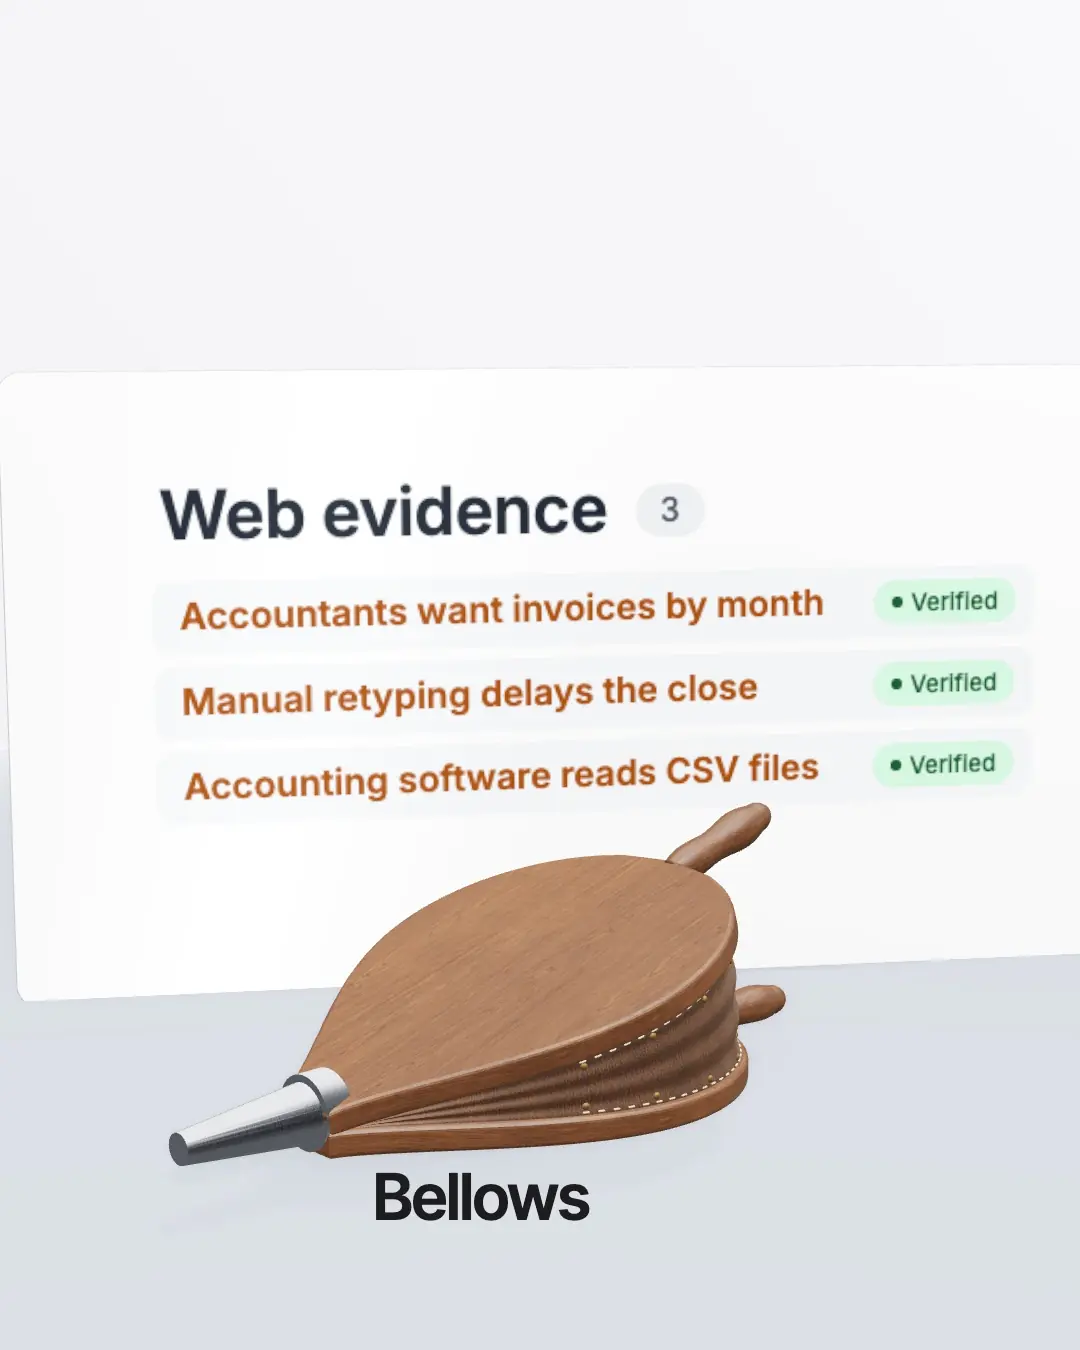 Web evidence 3
Accountants want invoices by month Verified
Manual retyping delays the close Verified
Accounting software reads CSV files Verified
Bellows